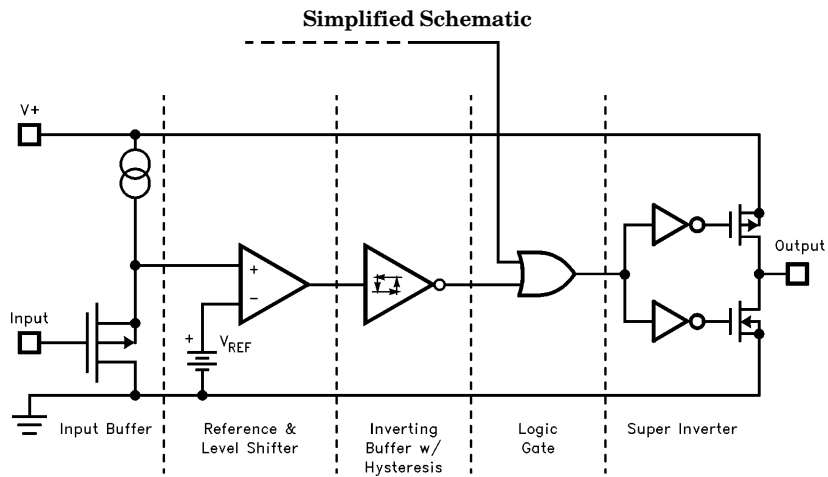 Simplified Schematic
V+
Input
+
−
+
VREF
Output
Input Buffer
Reference &
Level Shifter
Inverting
Buffer w/
Hysteresis
Logic
Gate
Super Inverter